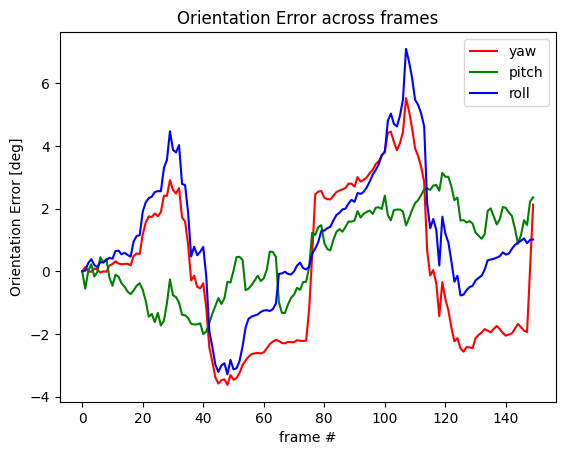 Orientation Error across frames
yaw
pitch
roll
Orientation Error [deg]
6
4
2
0
−2
−4
0 20 40 60 80 100 120 140
frame #